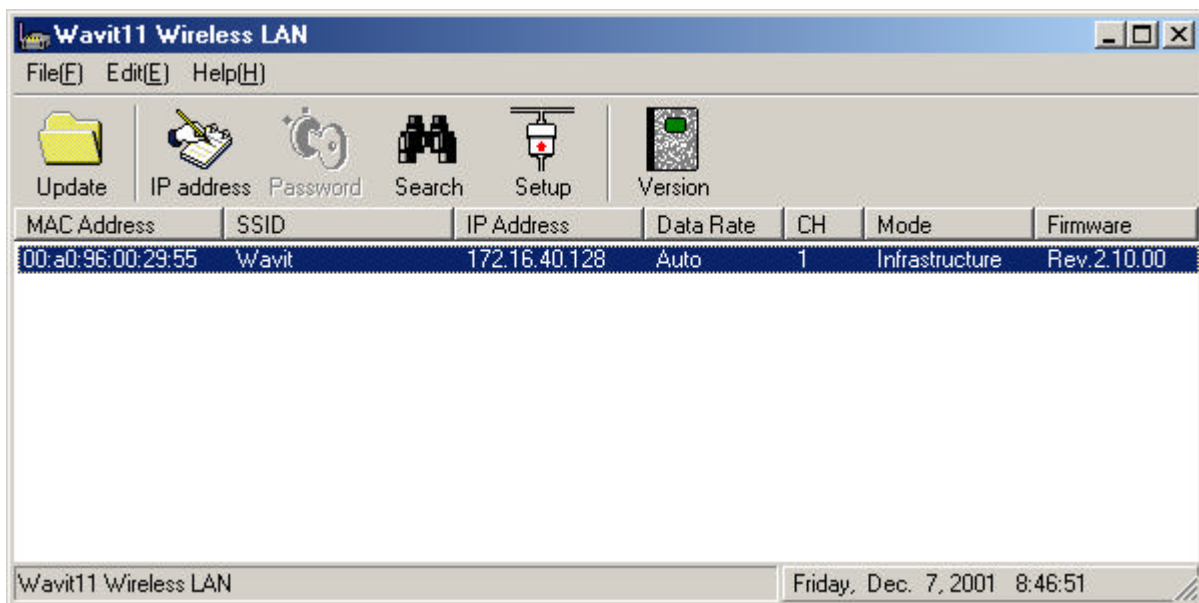 Wavit11 Wireless LAN
File(F) Edit(E) Help(H)
Update IP address Password Search Setup Version
MAC Address SSID IP Address Data Rate CH Mode Firmware
00:a0:96:00:29:55 Wavit 172.16.40.128 Auto 1 Infrastructure Rev.2.10.00
Wavit11 Wireless LAN Friday, Dec. 7, 2001 8:46:51